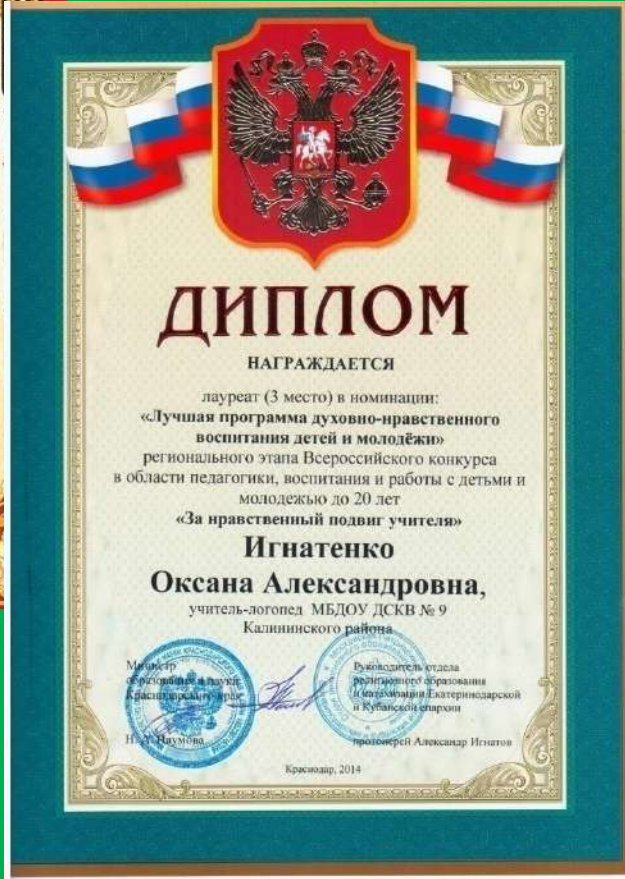 ДИПЛОМ
НАГРАЖДАЕТСЯ
лауреат (3 место) в номинации:
«Лучшая программа духовно-нравственного
воспитания детей и молодёжи»
регионального этапа Всероссийского конкурса
в области педагогики, воспитания и работы с детьми и
молодежью до 20 лет
«За нравственный подвиг учителя»
Игнатенко
Оксана Александровна,
учитель-логопед МБДОУ ДСКВ № 9
Калининского района
Министр
образования и науки
Краснодарского края
Н. А. Наумова
Руководитель отдела
религиозного образования
и катехизации Екатеринодарской
и Кубанской епархии
протоиерей Александр Игнатов
Краснодар, 2014